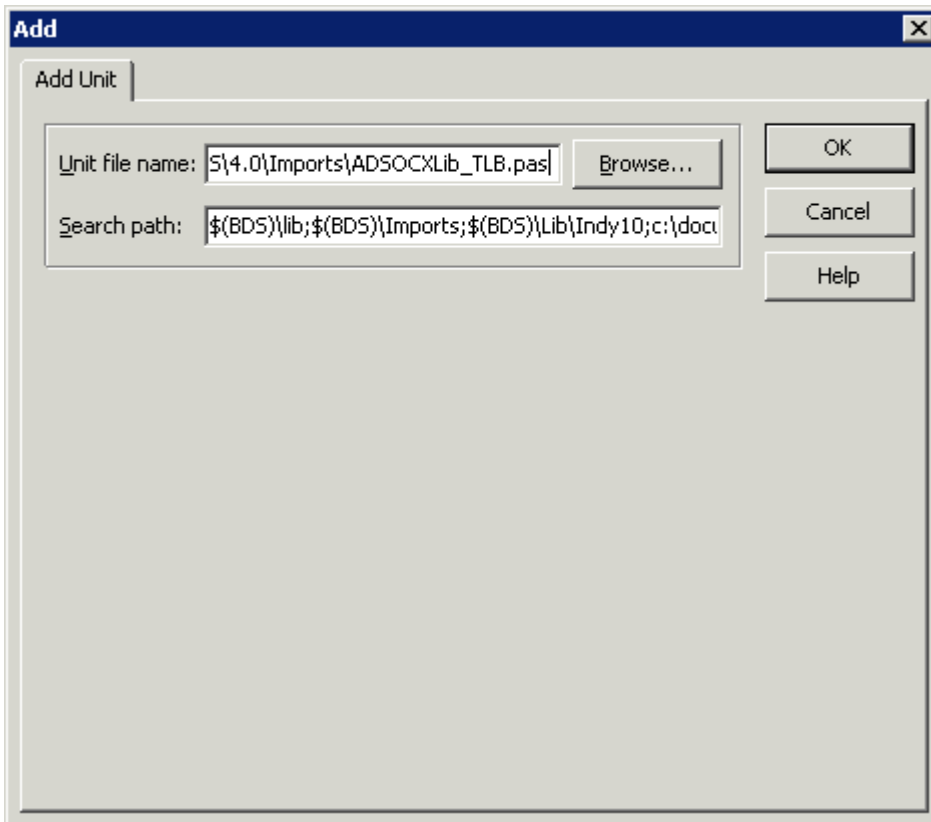 Add
Add Unit
Unit file name: S\4.0\Imports\ADSOCXLib_TLB.pas Browse... OK
Search path: $(BDS)\lib;$(BDS)\Imports;$(BDS)\Lib\Indy10;c:\docu Cancel
Help